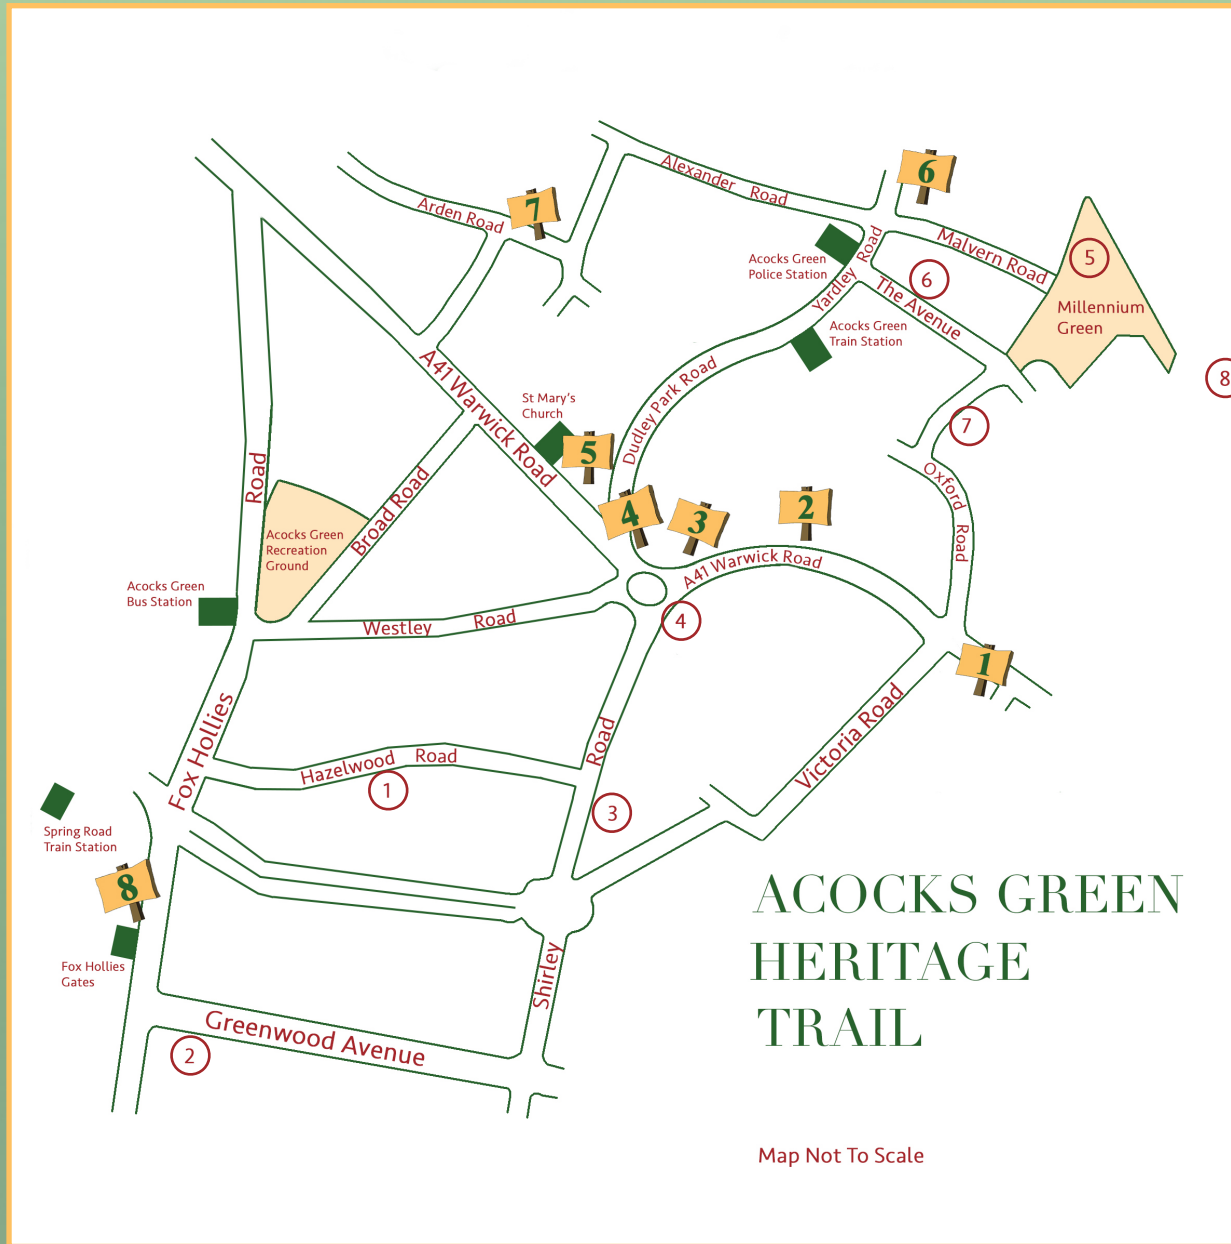 Alexander Road
6
Arden Road
7
Malvern Road
5
Acocks Green
Police Station
Yardley Road
6
The Avenue
Millennium
Green
Acocks Green
Train Station
A41 Warwick Road
Dudley Park Road
8
St Mary's
Church
5
7
Road
Broad Road
Oxford Road
4
3
2
Acocks Green
Recreation
Ground
A41 Warwick Road
Acocks Green
Bus Station
Westley Road
4
1
Fox Hollies
Road
Victoria Road
Hazelwood Road
1
3
Spring Road
Train Station
8
ACOCKS GREEN
HERITAGE
TRAIL
Fox Hollies
Gates
Shirley
Greenwood Avenue
2
Map Not To Scale